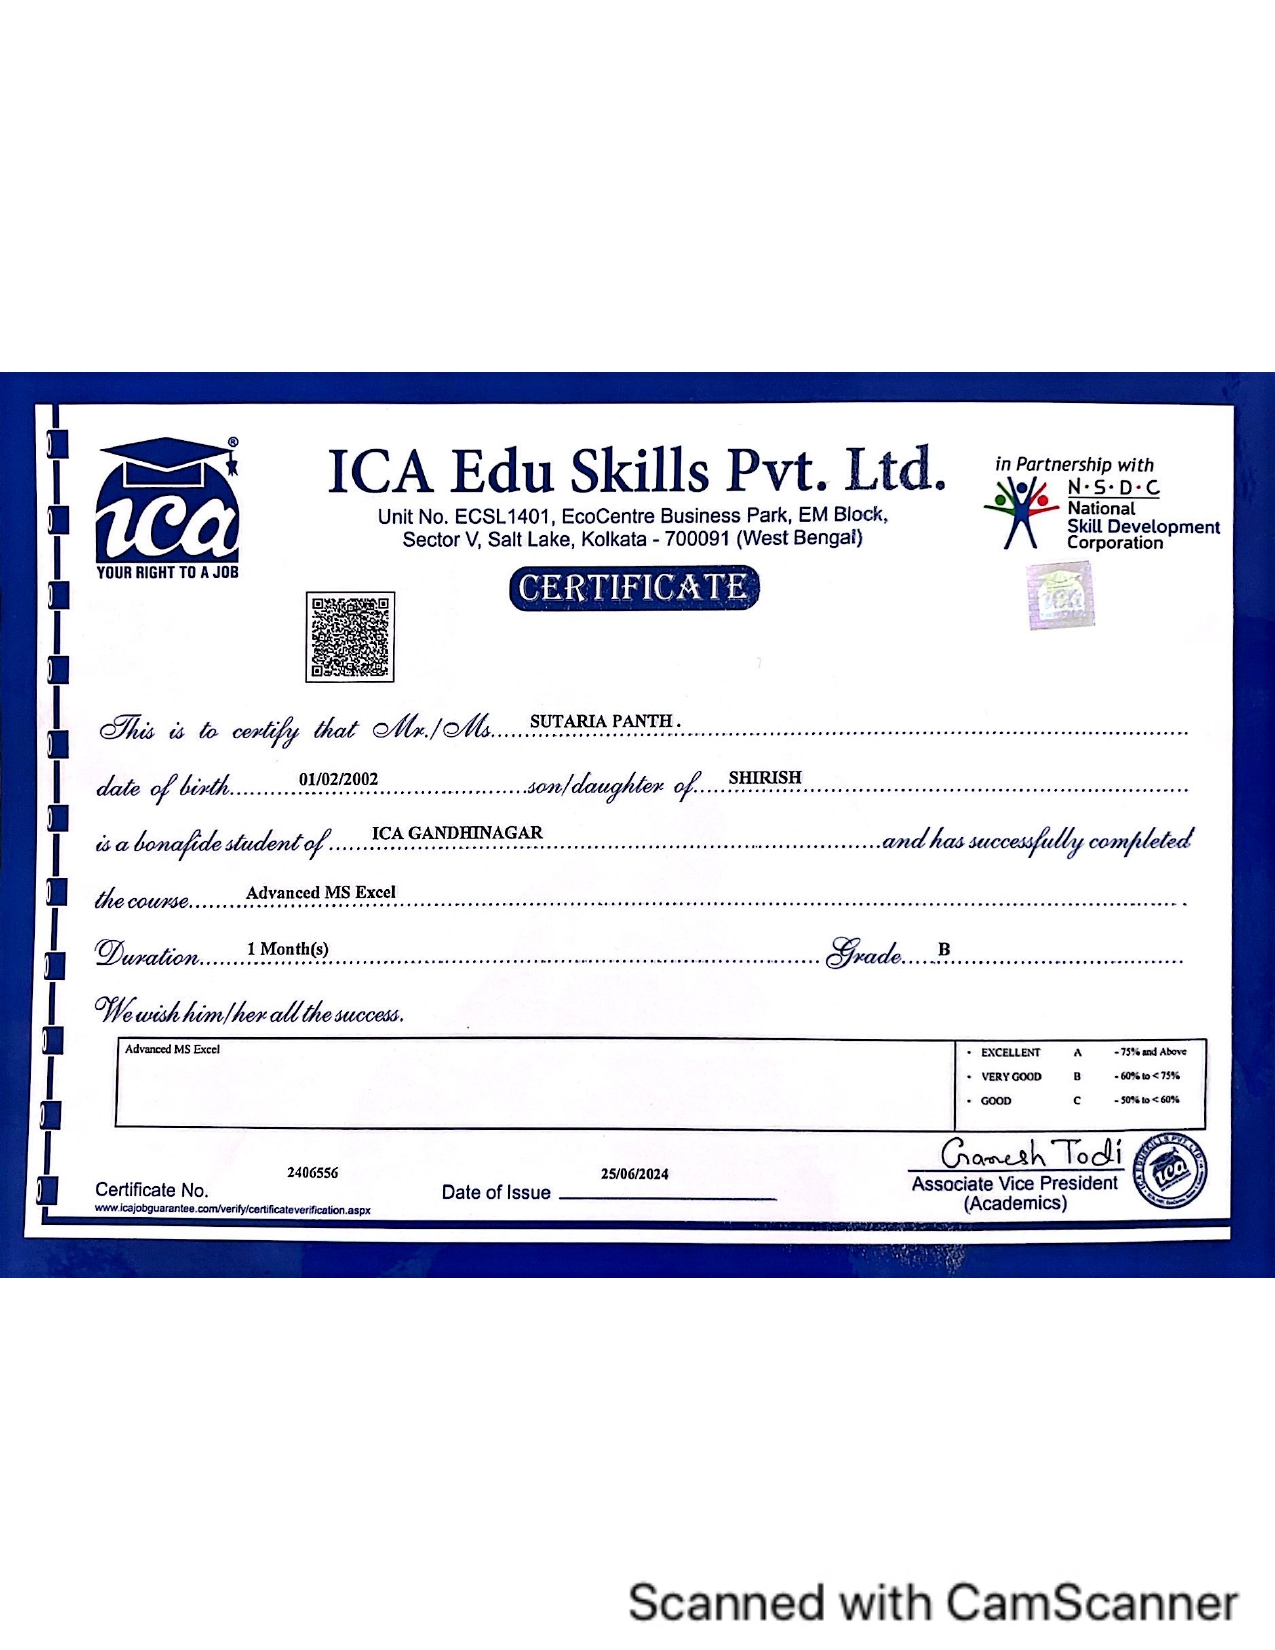 ica ®
YOUR RIGHT TO A JOB
ICA Edu Skills Pvt. Ltd.
Unit No. ECSL1401, EcoCentre Business Park, EM Block,
Sector V, Salt Lake, Kolkata - 700091 (West Bengal)
CERTIFICATE
in Partnership with
N·S·D·C
National
Skill Development
Corporation
This is to certify that Mr./Ms. SUTARIA PANTH .
date of birth 01/02/2002 son/daughter of SHIRISH
is a bonafide student of ICA GANDHINAGAR and has successfully completed
the course Advanced MS Excel
Duration 1 Month(s) Grade B
We wish him/her all the success.
Advanced MS Excel
• EXCELLENT A - 75% and Above
• VERY GOOD B - 60% to < 75%
• GOOD C - 50% to < 60%
Certificate No. 2406556
www.icajobguarantee.com/verify/certificateverification.aspx
Date of Issue 25/06/2024
Ganesh Todi
Associate Vice President
(Academics)
ica
Scanned with CamScanner